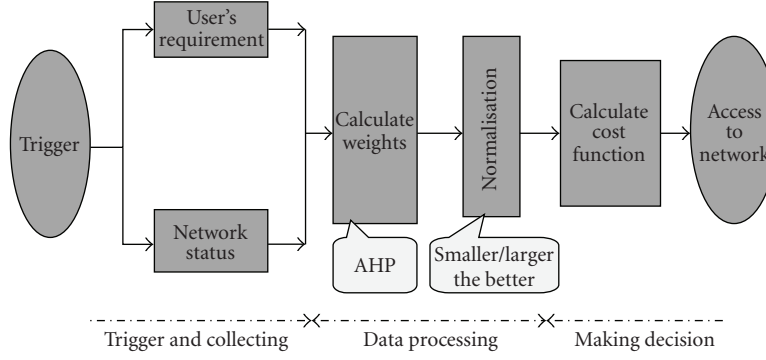 User's
requirement
Trigger
Network
status
Calculate
weights
AHP
Normalisation
Smaller/larger
the better
Calculate
cost
function
Access
to
network
Trigger and collecting
Data processing
Making decision